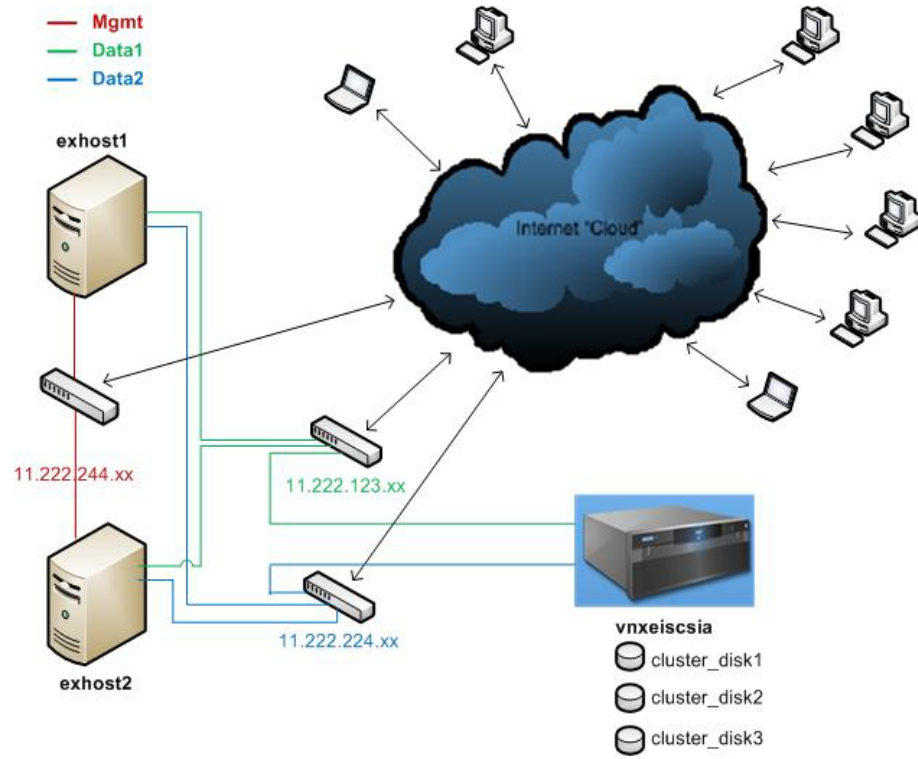 Mgmt
Data1
Data2
exhost1
Internet "Cloud"
11.222.244.xx
11.222.123.xx
11.222.224.xx
exhost2
vnxeiscsia
cluster_disk1
cluster_disk2
cluster_disk3